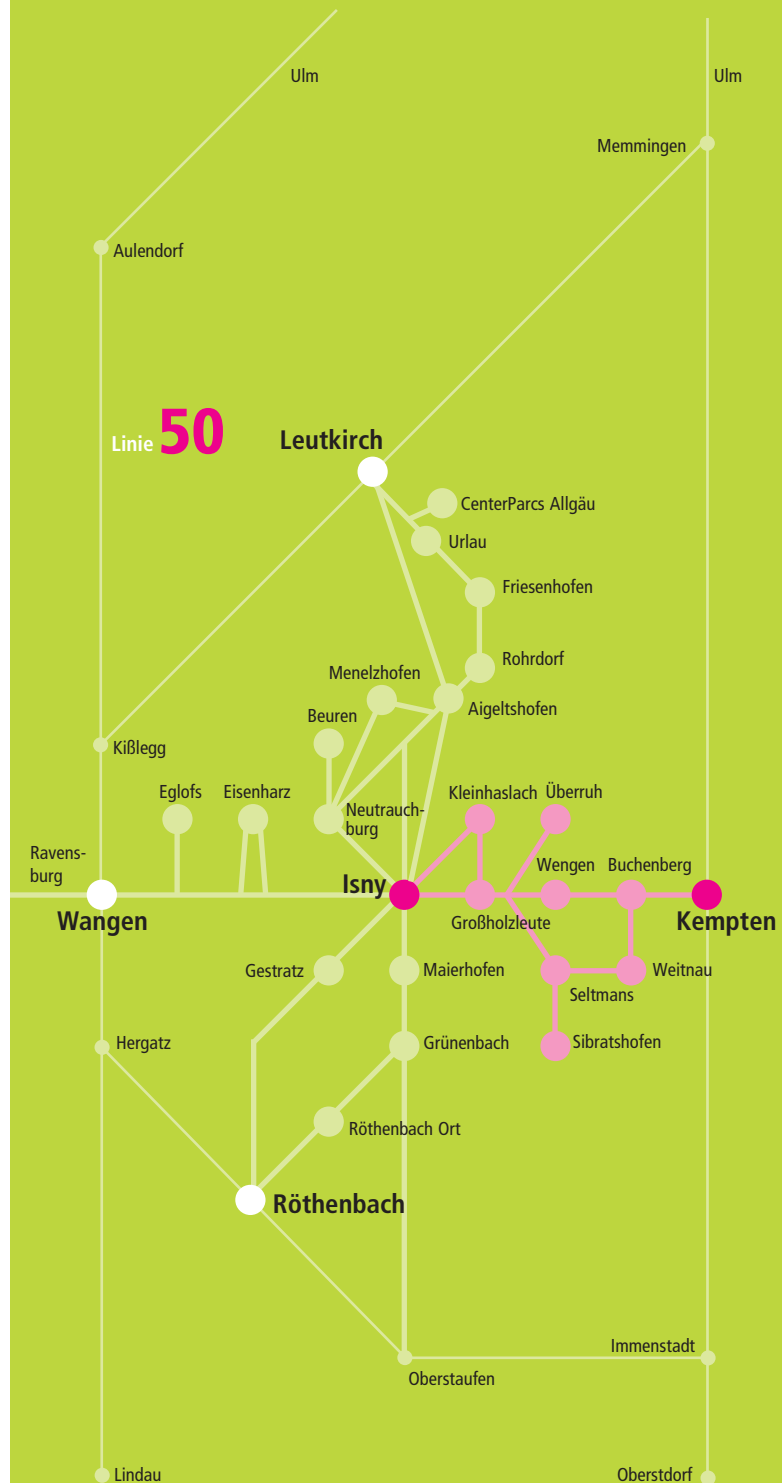 Ulm
Ulm
Memmingen
Aulendorf
Linie 50
Leutkirch
CenterParcs Allgäu
Urlau
Friesenhofen
Rohrdorf
Menelzhofen
Aigeltshofen
Beuren
Kißlegg
Eglofs
Eisenharz
Neutrauch-
burg
Kleinhaslach
Überruh
Ravens-
burg
Isny
Wengen
Buchenberg
Wangen
Großholzleute
Kempten
Gestratz
Maierhofen
Seltmans
Weitnau
Hergatz
Grünenbach
Sibratshofen
Röthenbach Ort
Röthenbach
Immenstadt
Oberstaufen
Lindau
Oberstdorf